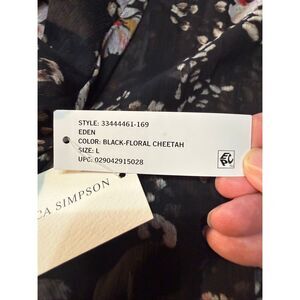 STYLE: 33444461-169
EDEN
COLOR: BLACK-FLORAL CHEETAH
SIZE: L
UPC: 029042915028
CA SIMPSON